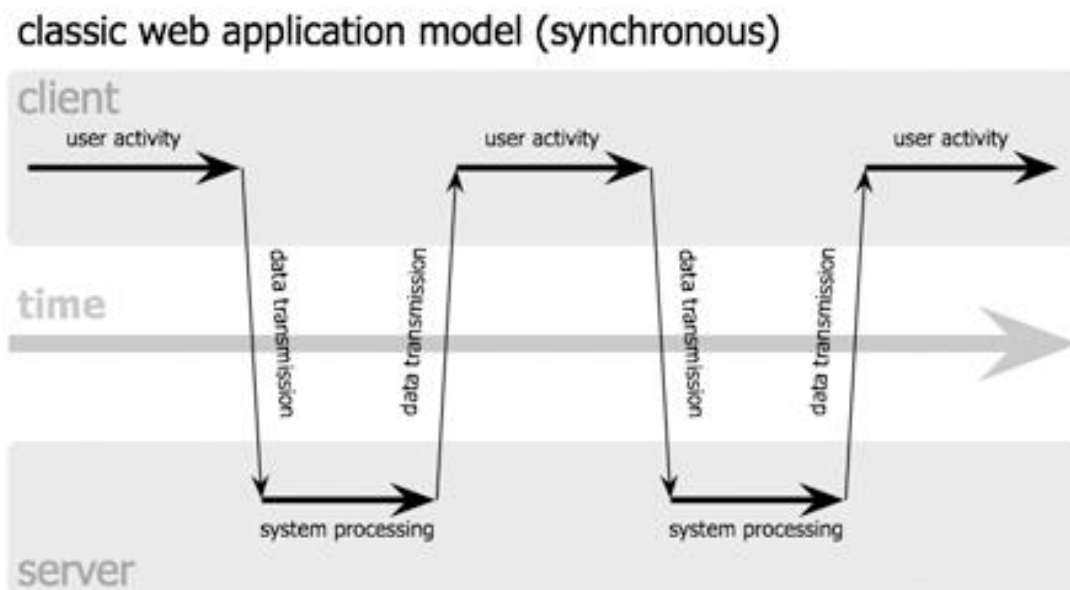 classic web application model (synchronous)
client
user activity
user activity
user activity
data transmission
data transmission
data transmission
data transmission
time
system processing
system processing
server